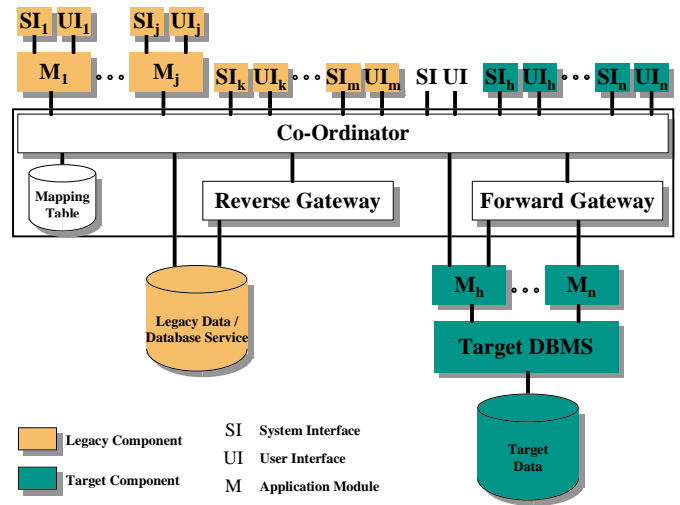 SI1 UI1 SIj UIj
M1 Mj SIk UIk SIm UIm SI UI SIh UIh SIn UIn
Co-Ordinator
Mapping
Table
Reverse Gateway Forward Gateway
Mh Mn
Legacy Data /
Database Service
Target DBMS
Target
Data
Legacy Component
Target Component
SI System Interface
UI User Interface
M Application Module